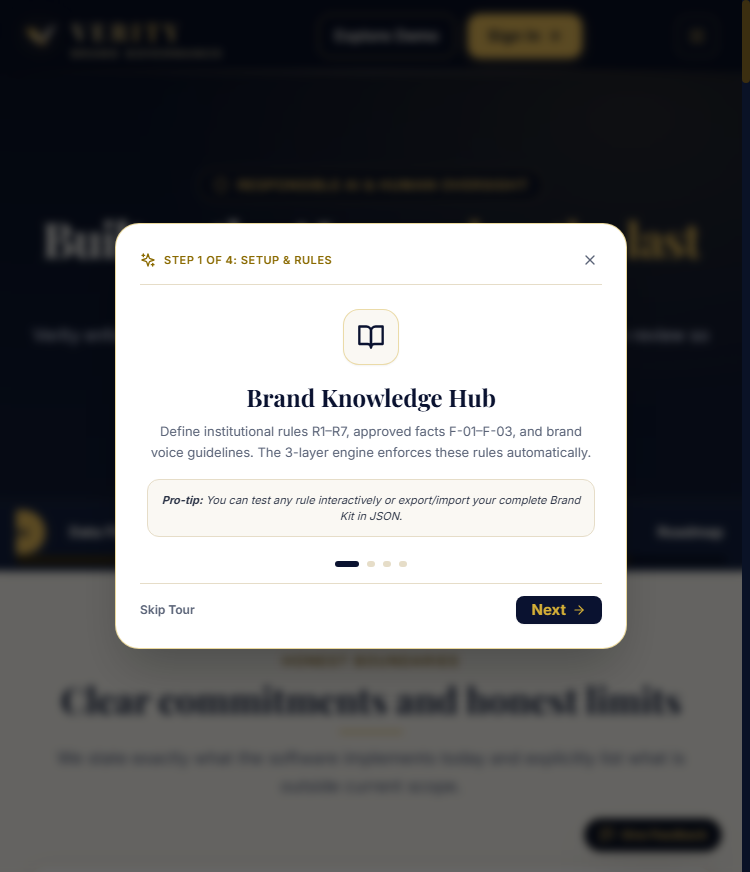 VERITY
Explore Demo
Sign In
RESPONSIBLE AI & HUMAN OVERSIGHT
last
STEP 1 OF 4: SETUP & RULES
Brand Knowledge Hub
Define institutional rules R1–R7, approved facts F-01–F-03, and brand
voice guidelines. The 3-layer engine enforces these rules automatically.
Pro-tip: You can test any rule interactively or export/import your complete Brand
Kit in JSON.
Skip Tour
Next
Roadmap
Clear commitments and honest limits
We state exactly what the software implements today and explicitly list what is
outside current scope.